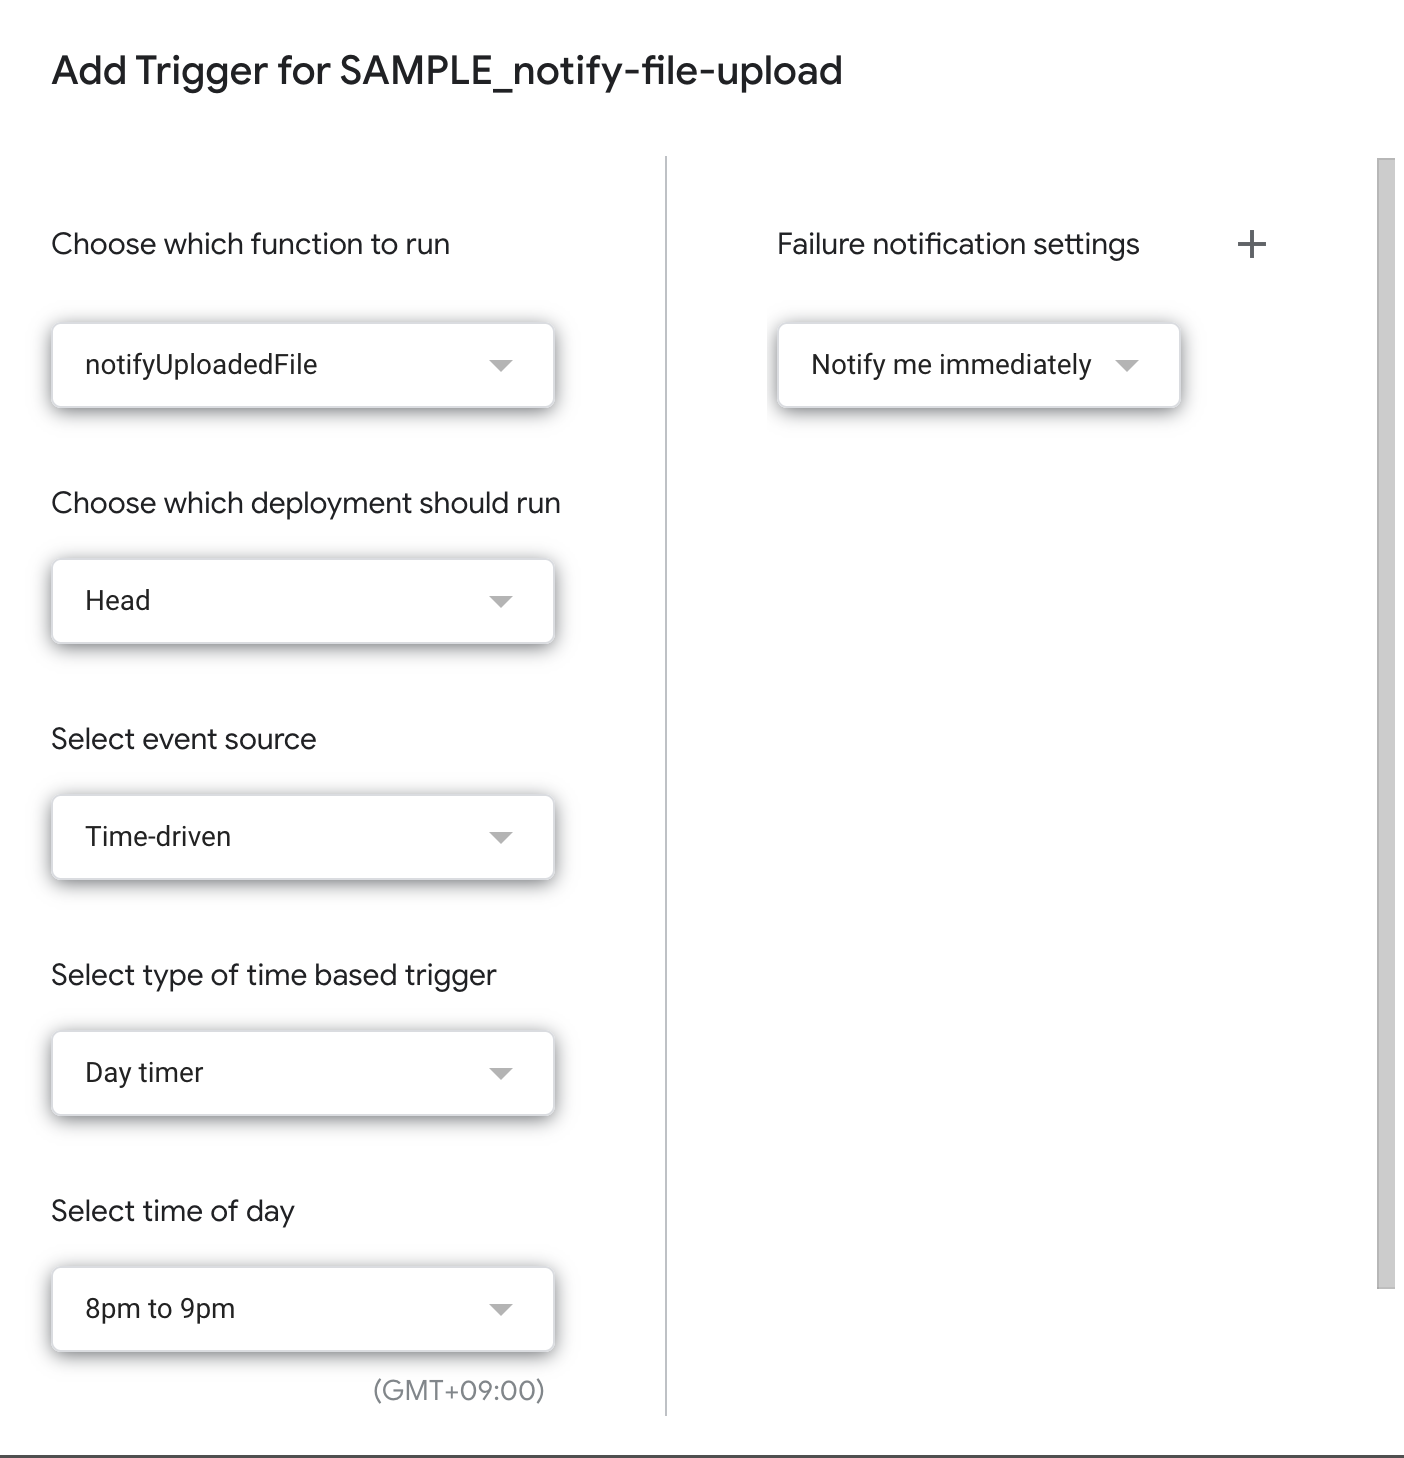 Add Trigger for SAMPLE_notify-file-upload
Choose which function to run
notifyUploadedFile
Choose which deployment should run
Head
Select event source
Time-driven
Select type of time based trigger
Day timer
Select time of day
8pm to 9pm
(GMT+09:00)
Failure notification settings
Notify me immediately